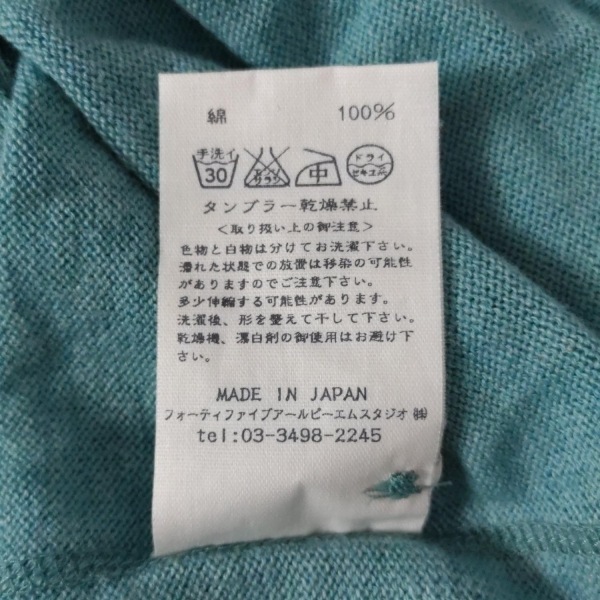 綿 100%
手洗イ 30 エンソサラシ 中 ドライ セキユ系
タンブラー乾燥禁止
<取り扱い上の御注意>
色物と白物は分けてお洗濯下さい。
濡れた状態での放置は移染の可能性
がありますのでご注意下さい。
多少伸縮する可能性があります。
洗濯後、形を整えて干して下さい。
乾燥機、漂白剤の御使用はお避け
下さい。
MADE IN JAPAN
フォーティファイブアールピーエムスタジオ㈱
tel:03-3498-2245